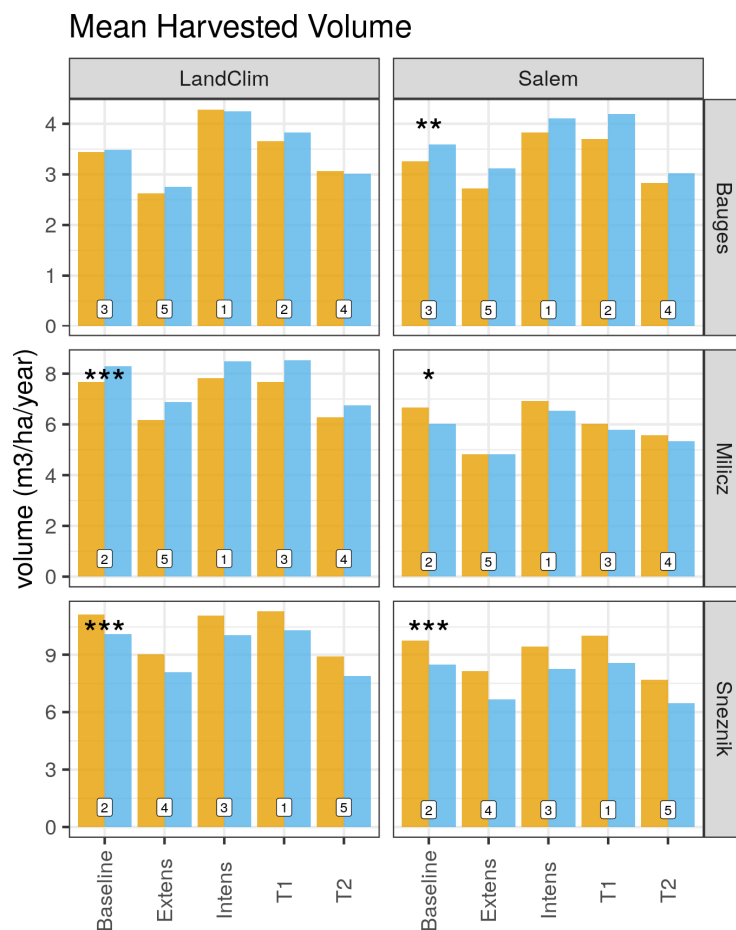 Mean Harvested Volume
LandClim Salem
volume (m3/ha/year)
4
3
2
1
0
** 
3 5 1 2 4 3 5 1 2 4
Bauges
8
6
4
2
0
*** *
2 5 1 3 4 2 5 1 3 4
Milicz
9
6
3
0
*** ***
2 4 3 1 5 2 4 3 1 5
Sneznik
Baseline Extens Intens T1 T2 Baseline Extens Intens T1 T2